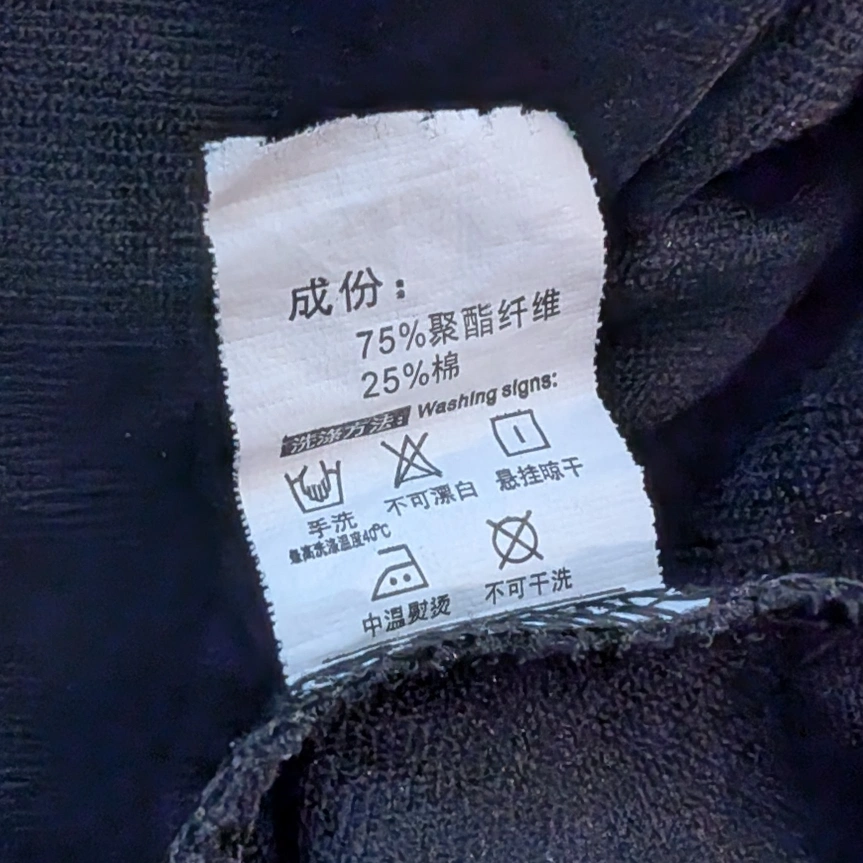 成份：
75%聚酯纤维
25%棉
洗涤方法： Washing signs:
手洗 不可漂白 悬挂晾干
最高洗涤温度40℃
中温熨烫 不可干洗